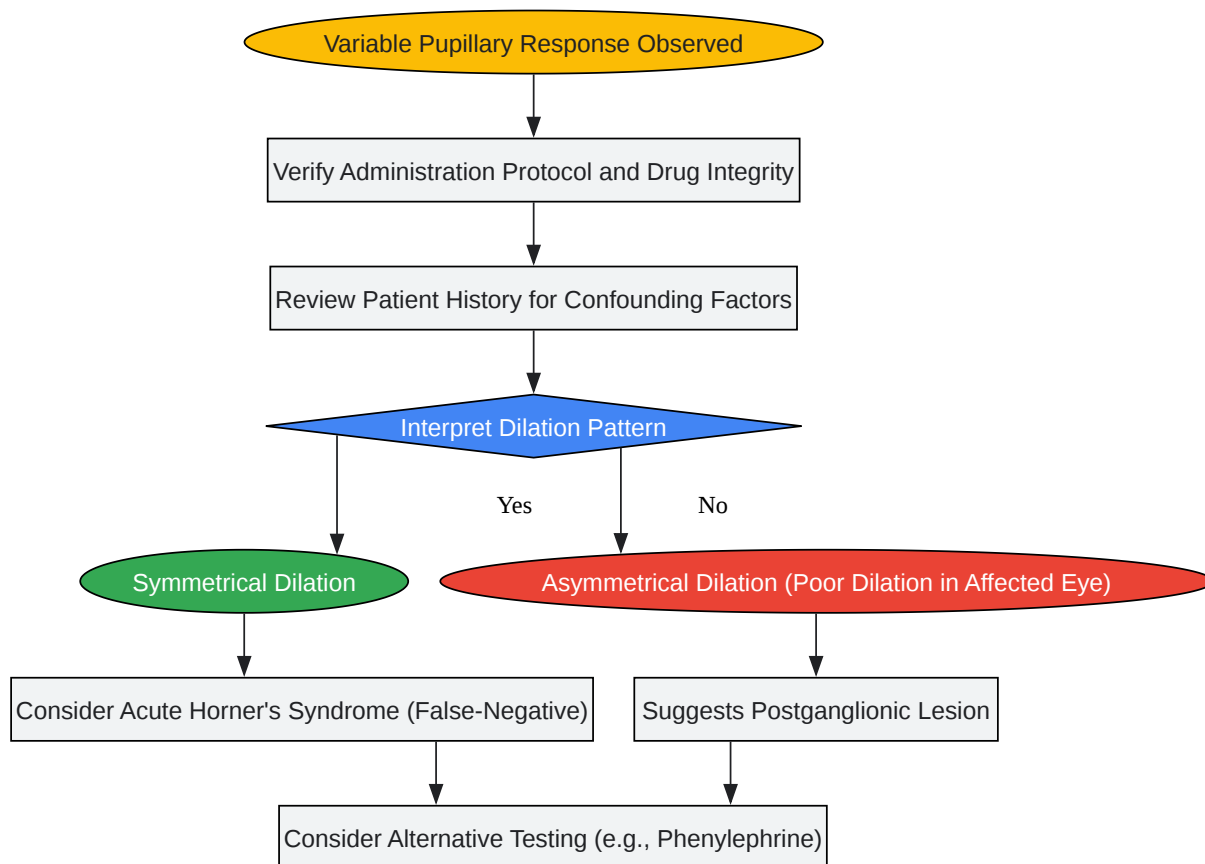 Variable Pupillary Response Observed
Verify Administration Protocol and Drug Integrity
Review Patient History for Confounding Factors
Interpret Dilation Pattern
Yes
No
Symmetrical Dilation
Asymmetrical Dilation (Poor Dilation in Affected Eye)
Consider Acute Horner's Syndrome (False-Negative)
Suggests Postganglionic Lesion
Consider Alternative Testing (e.g., Phenylephrine)